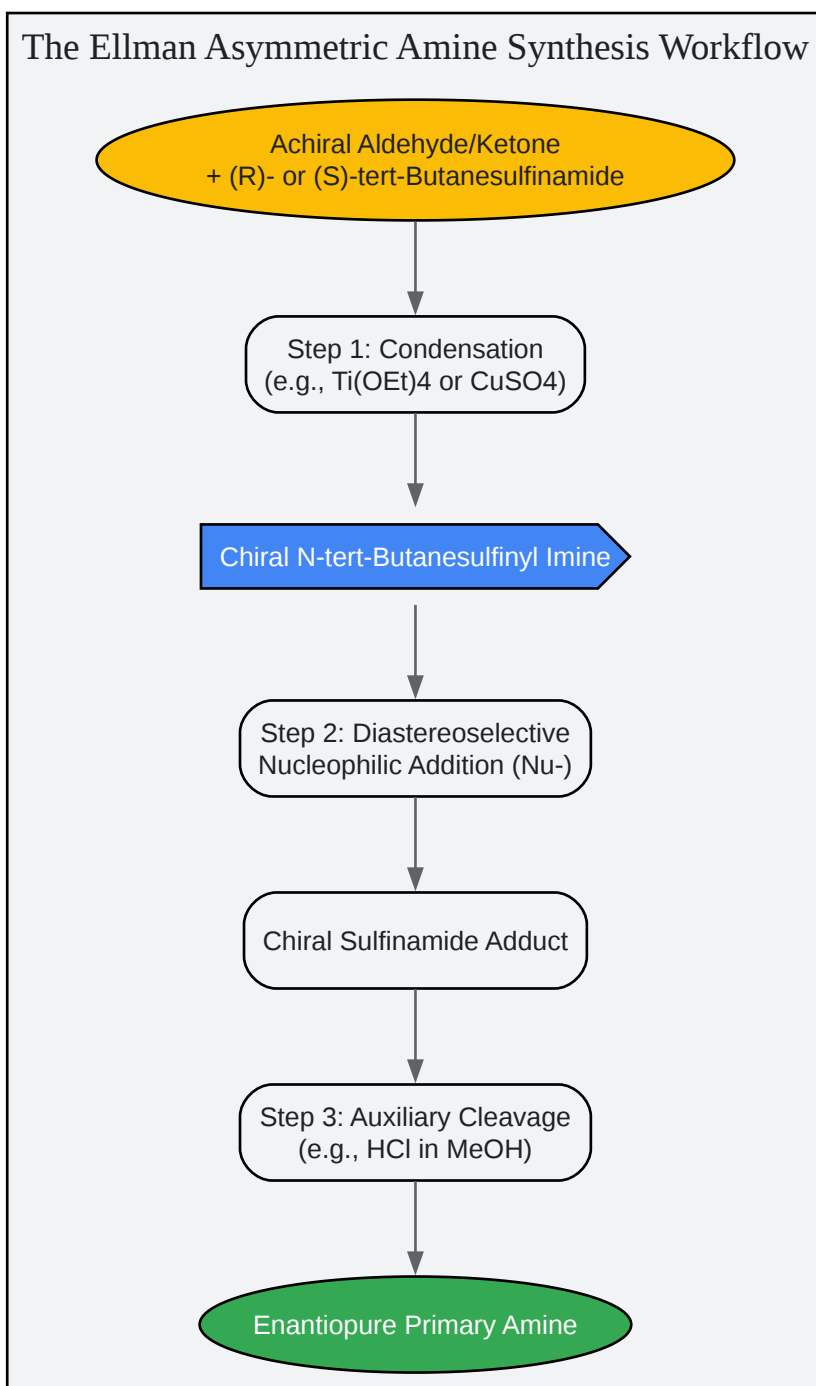 The Ellman Asymmetric Amine Synthesis Workflow
Achiral Aldehyde/Ketone
+ (R)- or (S)-tert-Butanesulfinamide
Step 1: Condensation
(e.g., Ti(OEt)4 or CuSO4)
Chiral N-tert-Butanesulfinyl Imine
Step 2: Diastereoselective
Nucleophilic Addition (Nu-)
Chiral Sulfinamide Adduct
Step 3: Auxiliary Cleavage
(e.g., HCl in MeOH)
Enantiopure Primary Amine